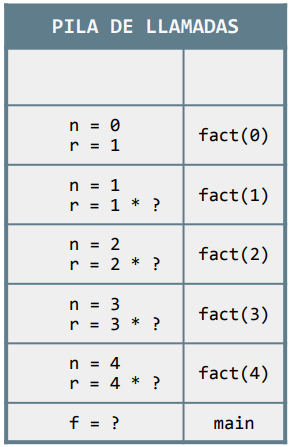 PILA DE LLAMADAS
n = 0
r = 1
fact(0)
n = 1
r = 1 * ?
fact(1)
n = 2
r = 2 * ?
fact(2)
n = 3
r = 3 * ?
fact(3)
n = 4
r = 4 * ?
fact(4)
f = ?
main